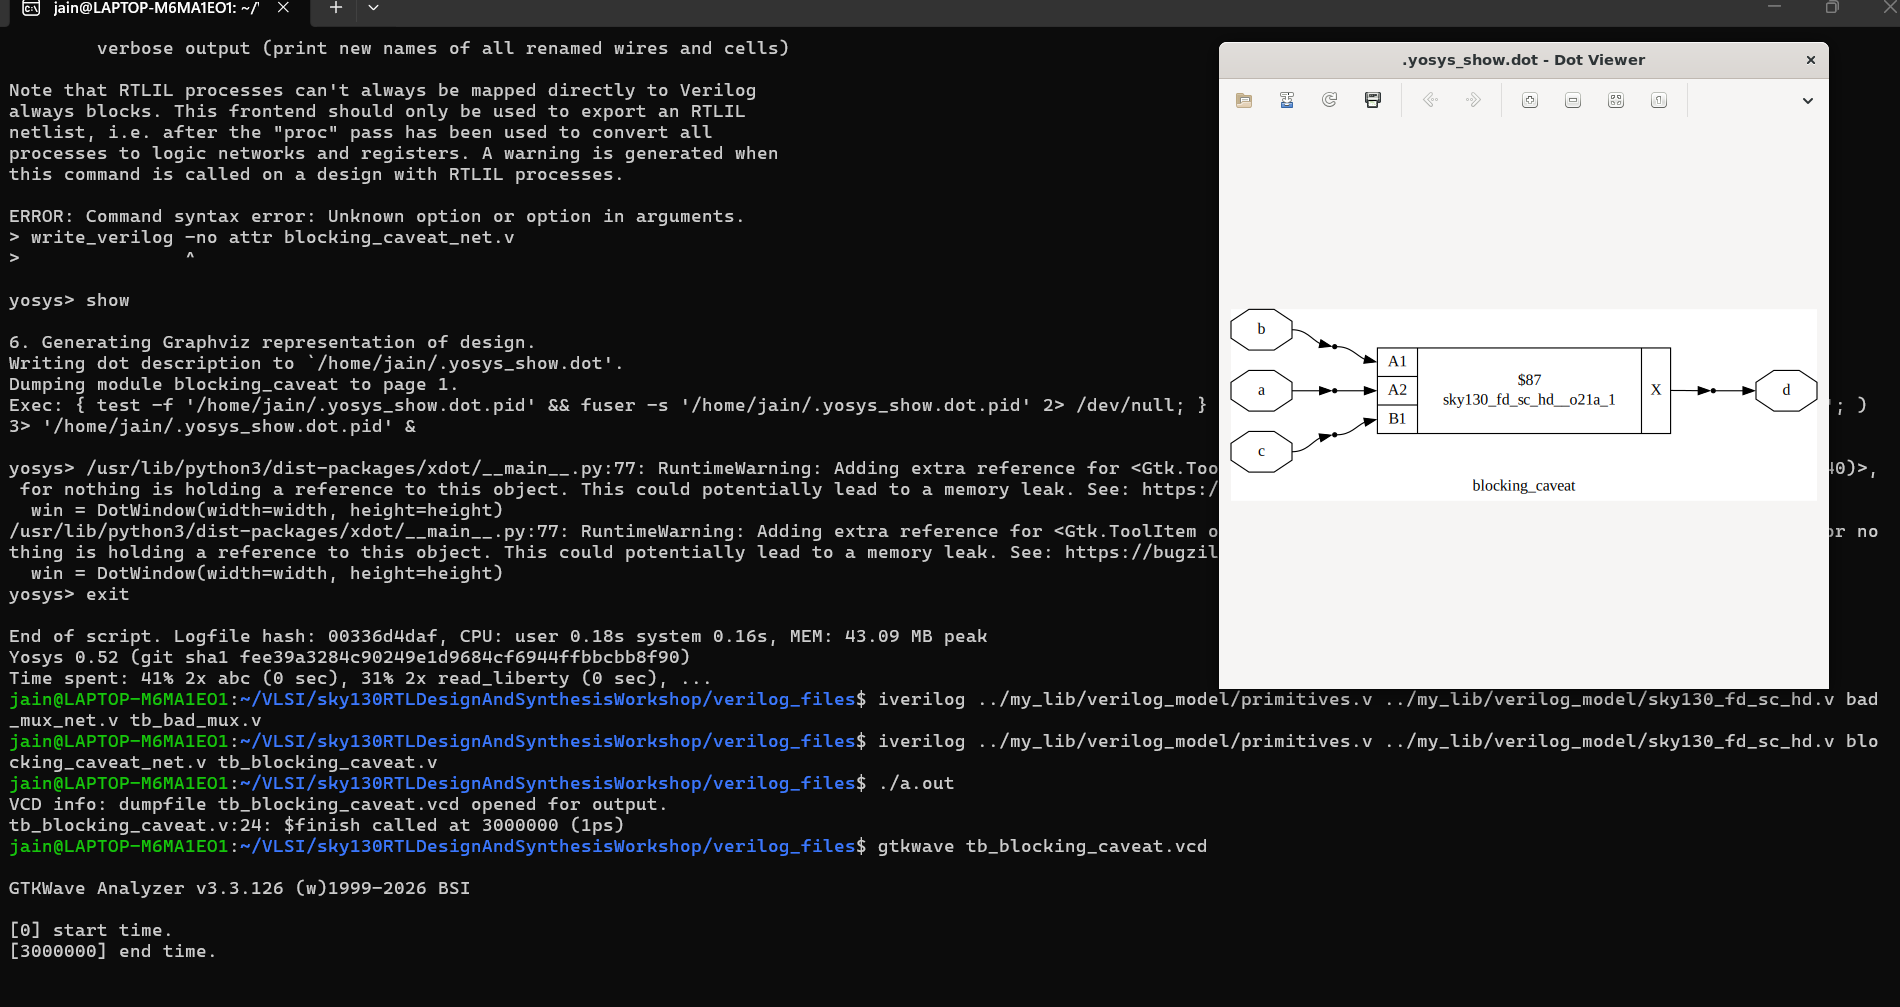 jain@LAPTOP-M6MA1EO1: ~/'
verbose output (print new names of all renamed wires and cells)
Note that RTLIL processes can't always be mapped directly to Verilog
always blocks. This frontend should only be used to export an RTLIL
netlist, i.e. after the "proc" pass has been used to convert all
processes to logic networks and registers. A warning is generated when
this command is called on a design with RTLIL processes.
ERROR: Command syntax error: Unknown option or option in arguments.
> write_verilog -no attr blocking_caveat_net.v
> ^
yosys> show
6. Generating Graphviz representation of design.
Writing dot description to `/home/jain/.yosys_show.dot'.
Dumping module blocking_caveat to page 1.
Exec: { test -f '/home/jain/.yosys_show.dot.pid' && fuser -s '/home/jain/.yosys_show.dot.pid' 2> /dev/null; } '; )
3> '/home/jain/.yosys_show.dot.pid' &
yosys> /usr/lib/python3/dist-packages/xdot/__main__.py:77: RuntimeWarning: Adding extra reference for <Gtk.Too 40)>,
for nothing is holding a reference to this object. This could potentially lead to a memory leak. See: https:/
win = DotWindow(width=width, height=height)
/usr/lib/python3/dist-packages/xdot/__main__.py:77: RuntimeWarning: Adding extra reference for <Gtk.ToolItem o or no
thing is holding a reference to this object. This could potentially lead to a memory leak. See: https://bugzil
win = DotWindow(width=width, height=height)
yosys> exit
End of script. Logfile hash: 00336d4daf, CPU: user 0.18s system 0.16s, MEM: 43.09 MB peak
Yosys 0.52 (git sha1 fee39a3284c90249e1d9684cf6944ffbbcbb8f90)
Time spent: 41% 2x abc (0 sec), 31% 2x read_liberty (0 sec), ...
jain@LAPTOP-M6MA1EO1:~/VLSI/sky130RTLDesignAndSynthesisWorkshop/verilog_files$ iverilog ../my_lib/verilog_model/primitives.v ../my_lib/verilog_model/sky130_fd_sc_hd.v bad
_mux_net.v tb_bad_mux.v
jain@LAPTOP-M6MA1EO1:~/VLSI/sky130RTLDesignAndSynthesisWorkshop/verilog_files$ iverilog ../my_lib/verilog_model/primitives.v ../my_lib/verilog_model/sky130_fd_sc_hd.v blo
cking_caveat_net.v tb_blocking_caveat.v
jain@LAPTOP-M6MA1EO1:~/VLSI/sky130RTLDesignAndSynthesisWorkshop/verilog_files$ ./a.out
VCD info: dumpfile tb_blocking_caveat.vcd opened for output.
tb_blocking_caveat.v:24: $finish called at 3000000 (1ps)
jain@LAPTOP-M6MA1EO1:~/VLSI/sky130RTLDesignAndSynthesisWorkshop/verilog_files$ gtkwave tb_blocking_caveat.vcd
GTKWave Analyzer v3.3.126 (w)1999-2026 BSI
[0] start time.
[3000000] end time.
.yosys_show.dot - Dot Viewer
b
a
c
A1
A2
B1
$87
sky130_fd_sc_hd__o21a_1
X
d
blocking_caveat